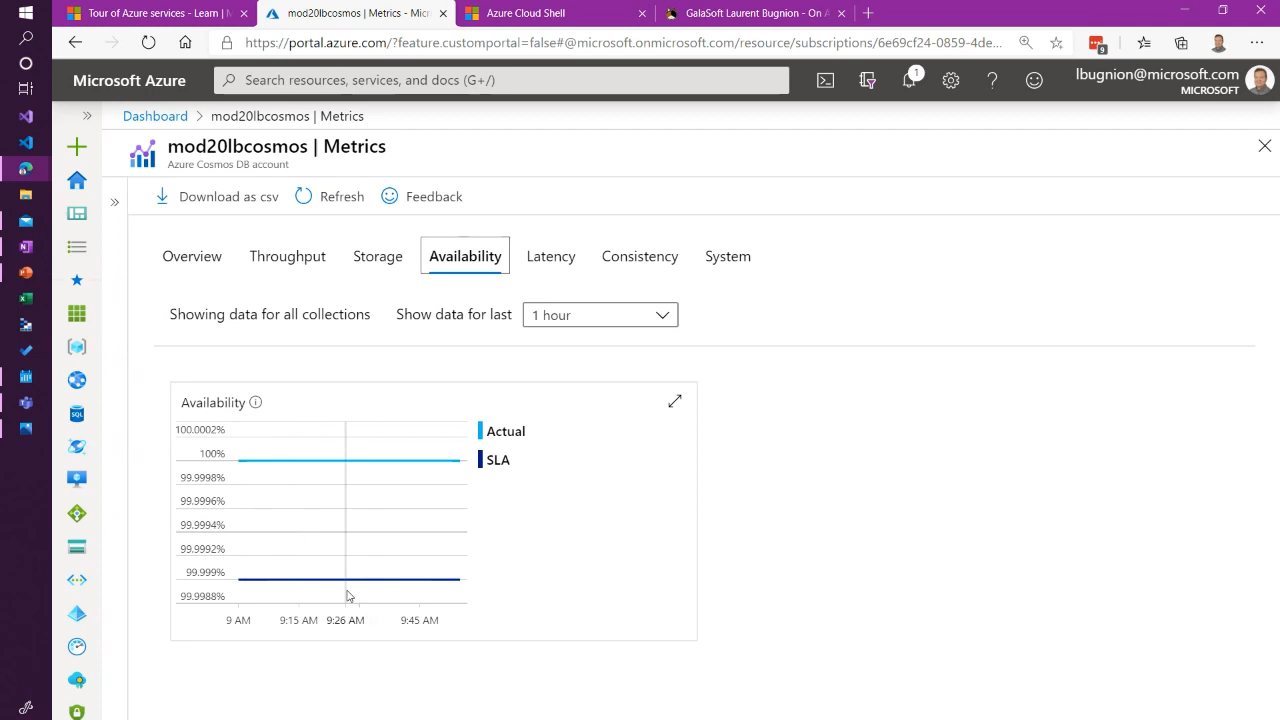 Tour of Azure services - Learn | M
mod20lbcosmos | Metrics - Micr
Azure Cloud Shell
GalaSoft Laurent Bugnion - On A
https://portal.azure.com/?feature.customportal=false#@microsoft.onmicrosoft.com/resource/subscriptions/6e69cf24-0859-4de...
9
Microsoft Azure
Search resources, services, and docs (G+/)
1
lbugnion@microsoft.com
MICROSOFT
Dashboard > mod20lbcosmos | Metrics
mod20lbcosmos | Metrics
Azure Cosmos DB account
Download as csv
Refresh
Feedback
Overview
Throughput
Storage
Availability
Latency
Consistency
System
Showing data for all collections
Show data for last
1 hour
Availability
100.0002%
100%
99.9998%
99.9996%
99.9994%
99.9992%
99.999%
99.9988%
9 AM
9:15 AM
9:26 AM
9:45 AM
Actual
SLA
SQL